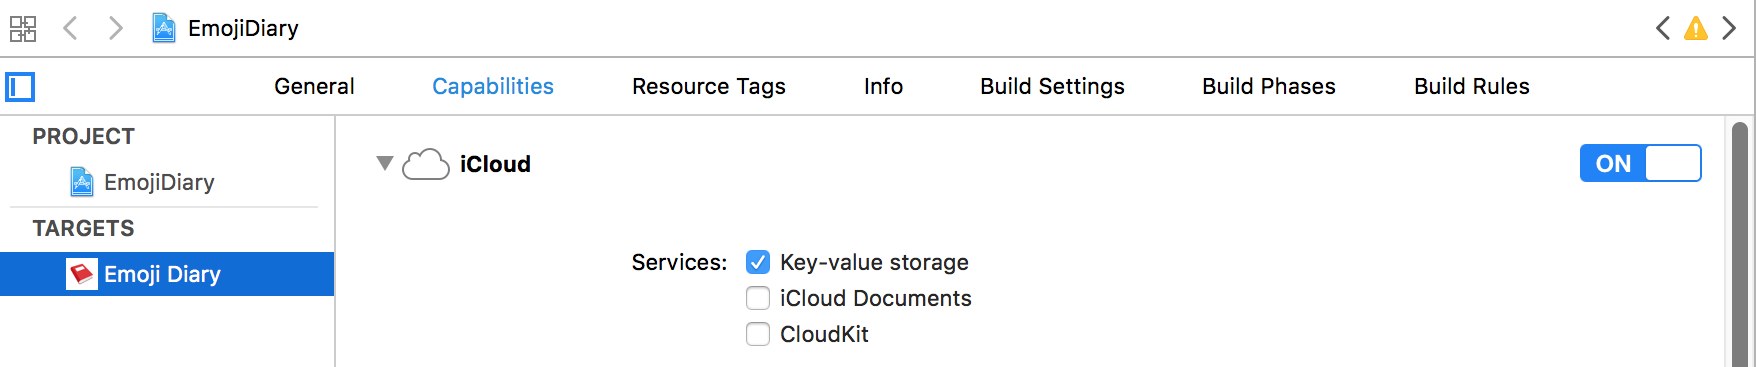 EmojiDiary
General Capabilities Resource Tags Info Build Settings Build Phases Build Rules
PROJECT
EmojiDiary
TARGETS
Emoji Diary
iCloud ON
Services: Key-value storage
iCloud Documents
CloudKit